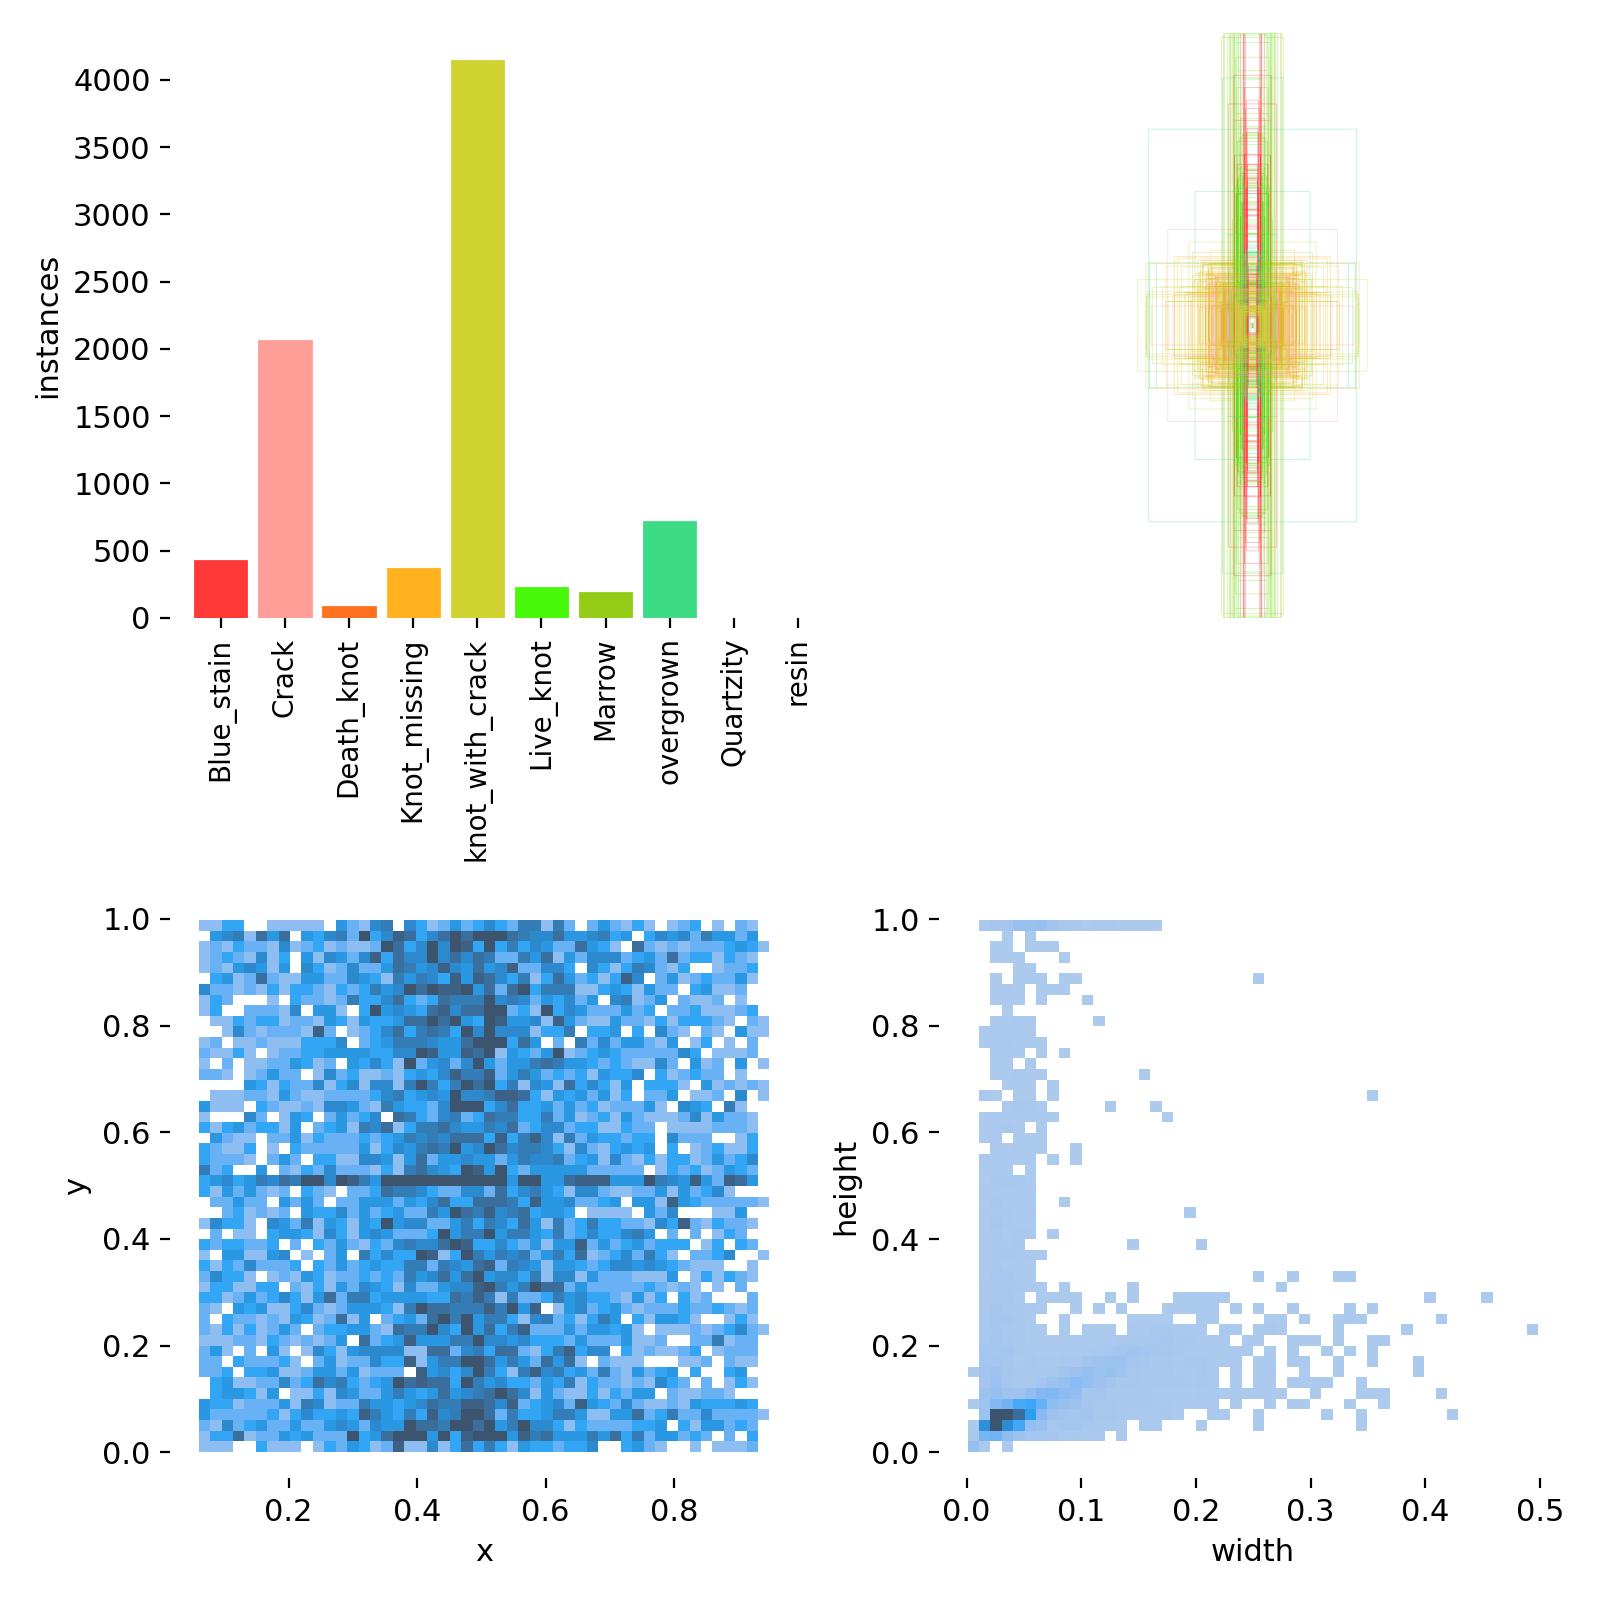 4000
3500
3000
2500
2000
1500
1000
500
0
instances
Blue_stain
Crack
Death_knot
Knot_missing
knot_with_crack
Live_knot
Marrow
overgrown
Quartzity
resin
1.0
0.8
0.6
0.4
0.2
0.0
y
0.2 0.4 0.6 0.8
x
1.0
0.8
0.6
0.4
0.2
0.0
height
0.0 0.1 0.2 0.3 0.4 0.5
width